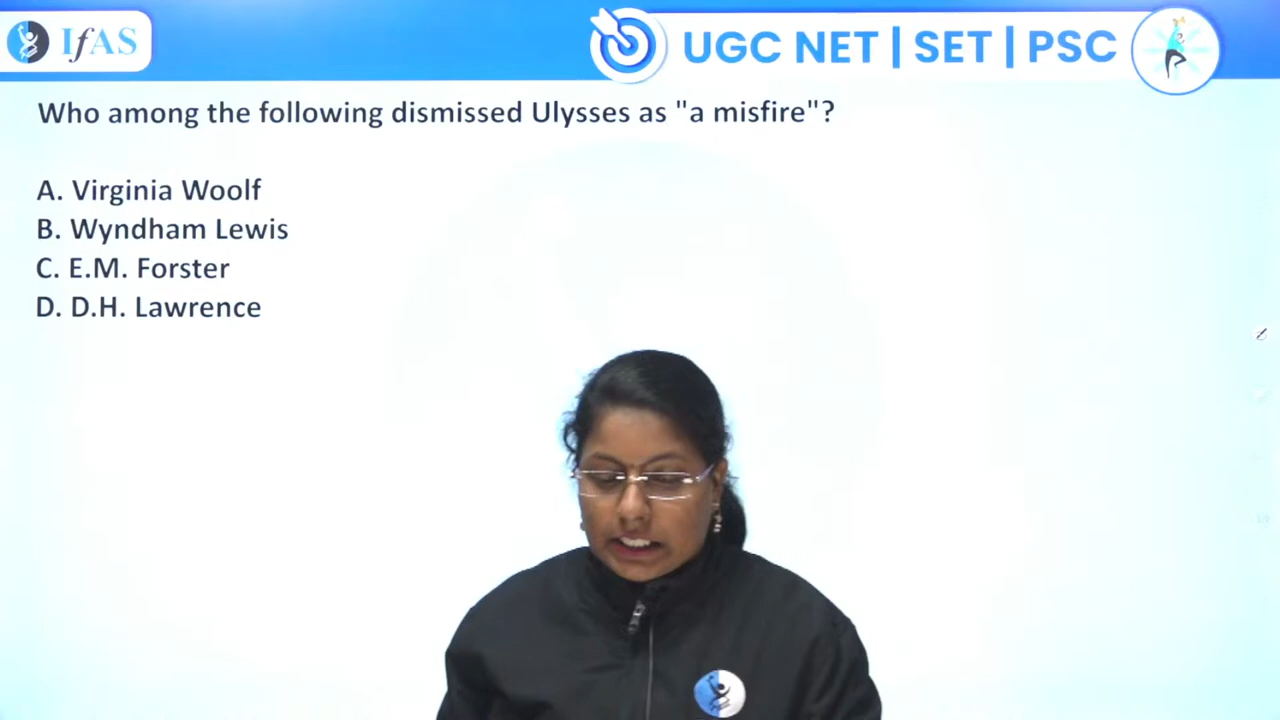 IfAS
UGC NET | SET | PSC
Who among the following dismissed Ulysses as "a misfire"?
A. Virginia Woolf
B. Wyndham Lewis
C. E.M. Forster
D. D.H. Lawrence